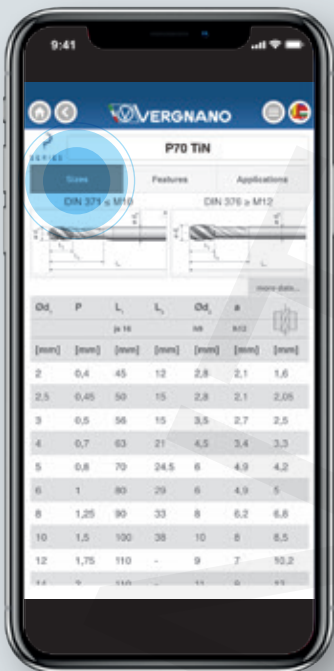 9:41
VERGNANO
SERIES
P70 TiN
Sizes Features Applications
DIN 371 ≤ M10 DIN 376 ≥ M12
more data...
Ød₁ P L₁ L₂ Ød₂ a
js 16 h9 h12
[mm] [mm] [mm] [mm] [mm] [mm] [mm]
2 0,4 45 12 2,8 2,1 1,6
2,5 0,45 50 15 2,8 2,1 2,05
3 0,5 56 15 3,5 2,7 2,5
4 0,7 63 21 4,5 3,4 3,3
5 0,8 70 24.5 6 4,9 4,2
6 1 80 29 6 4,9 5
8 1,25 90 33 8 6,2 6,8
10 1,5 100 38 10 8 8,5
12 1,75 110 - 9 7 10,2